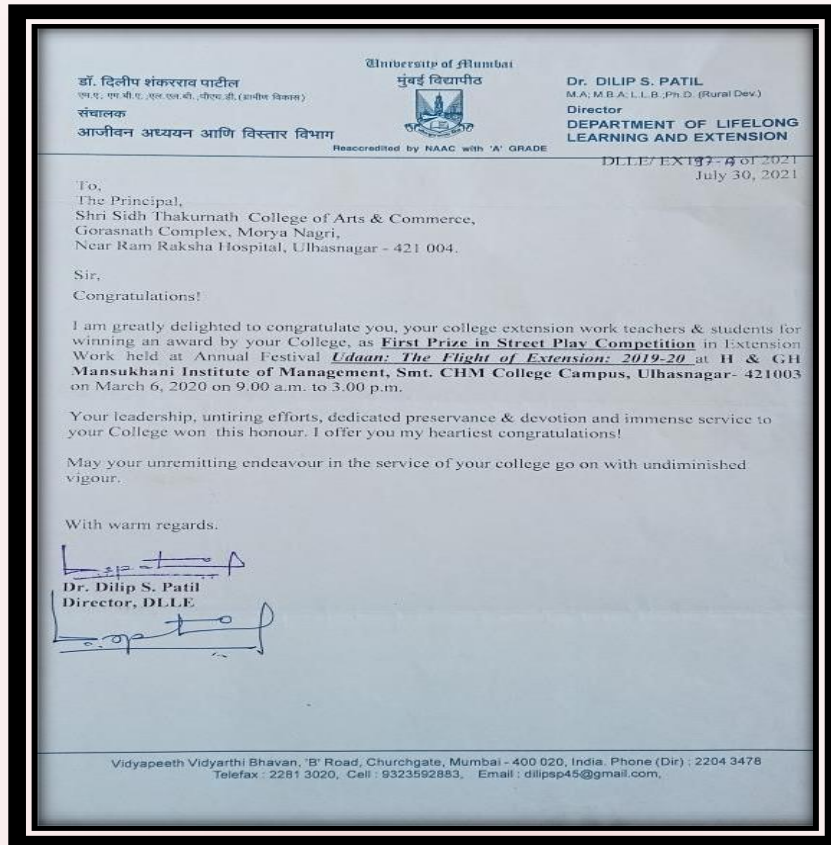 University of Mumbai
मुंबई विद्यापीठ
डॉ. दिलीप शंकरराव पाटील
एम.ए; एम.बी.ए.,एल.एल.बी.,पीएच.डी.(ग्रामीण विकास)
संचालक
आजीवन अध्ययन आणि विस्तार विभाग
Dr. DILIP S. PATIL
M.A; M.B.A; L.L.B.;Ph.D. (Rural Dev.)
Director
DEPARTMENT OF LIFELONG
LEARNING AND EXTENSION
Reaccredited by NAAC with 'A' GRADE
DLLE/ EX of 2021
July 30, 2021
To,
The Principal,
Shri Sidh Thakurnath College of Arts & Commerce,
Gorasnath Complex, Morya Nagri,
Near Ram Raksha Hospital, Ulhasnagar - 421 004.
Sir,
Congratulations!
I am greatly delighted to congratulate you, your college extension work teachers & students for
winning an award by your College, as First Prize in Street Play Competition in Extension
Work held at Annual Festival Udaan: The Flight of Extension: 2019-20 at H & GH
Mansukhani Institute of Management, Smt. CHM College Campus, Ulhasnagar- 421003
on March 6, 2020 on 9.00 a.m. to 3.00 p.m.
Your leadership, untiring efforts, dedicated preservance & devotion and immense service to
your College won this honour. I offer you my heartiest congratulations!
May your unremitting endeavour in the service of your college go on with undiminished
vigour.
With warm regards.
Dr. Dilip S. Patil
Director, DLLE
Vidyapeeth Vidyarthi Bhavan, 'B' Road, Churchgate, Mumbai - 400 020, India. Phone (Dir) : 2204 3478
Telefax : 2281 3020, Cell : 9323592883, Email : dilipsp45@gmail.com,